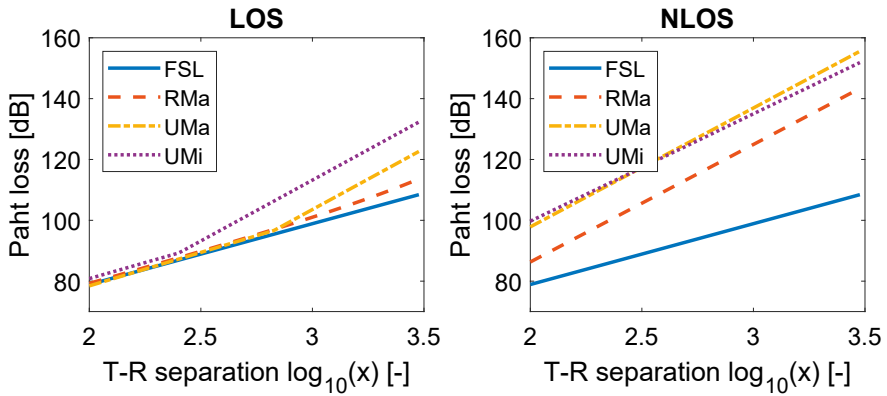 LOS
160
140
120
100
80
Paht loss [dB]
FSL
RMa
UMa
UMi
2
2.5
3
3.5
T-R separation log10(x) [-]
NLOS
160
140
120
100
80
Paht loss [dB]
FSL
RMa
UMa
UMi
2
2.5
3
3.5
T-R separation log10(x) [-]